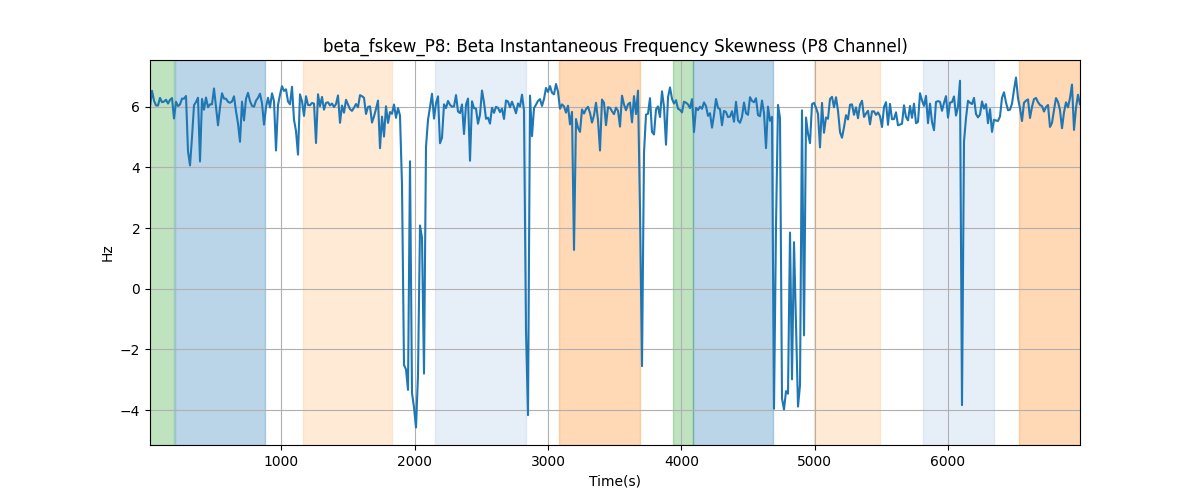 beta_fskew_P8: Beta Instantaneous Frequency Skewness (P8 Channel)
6
4
2
0
−2
−4
Hz
1000 2000 3000 4000 5000 6000
Time(s)